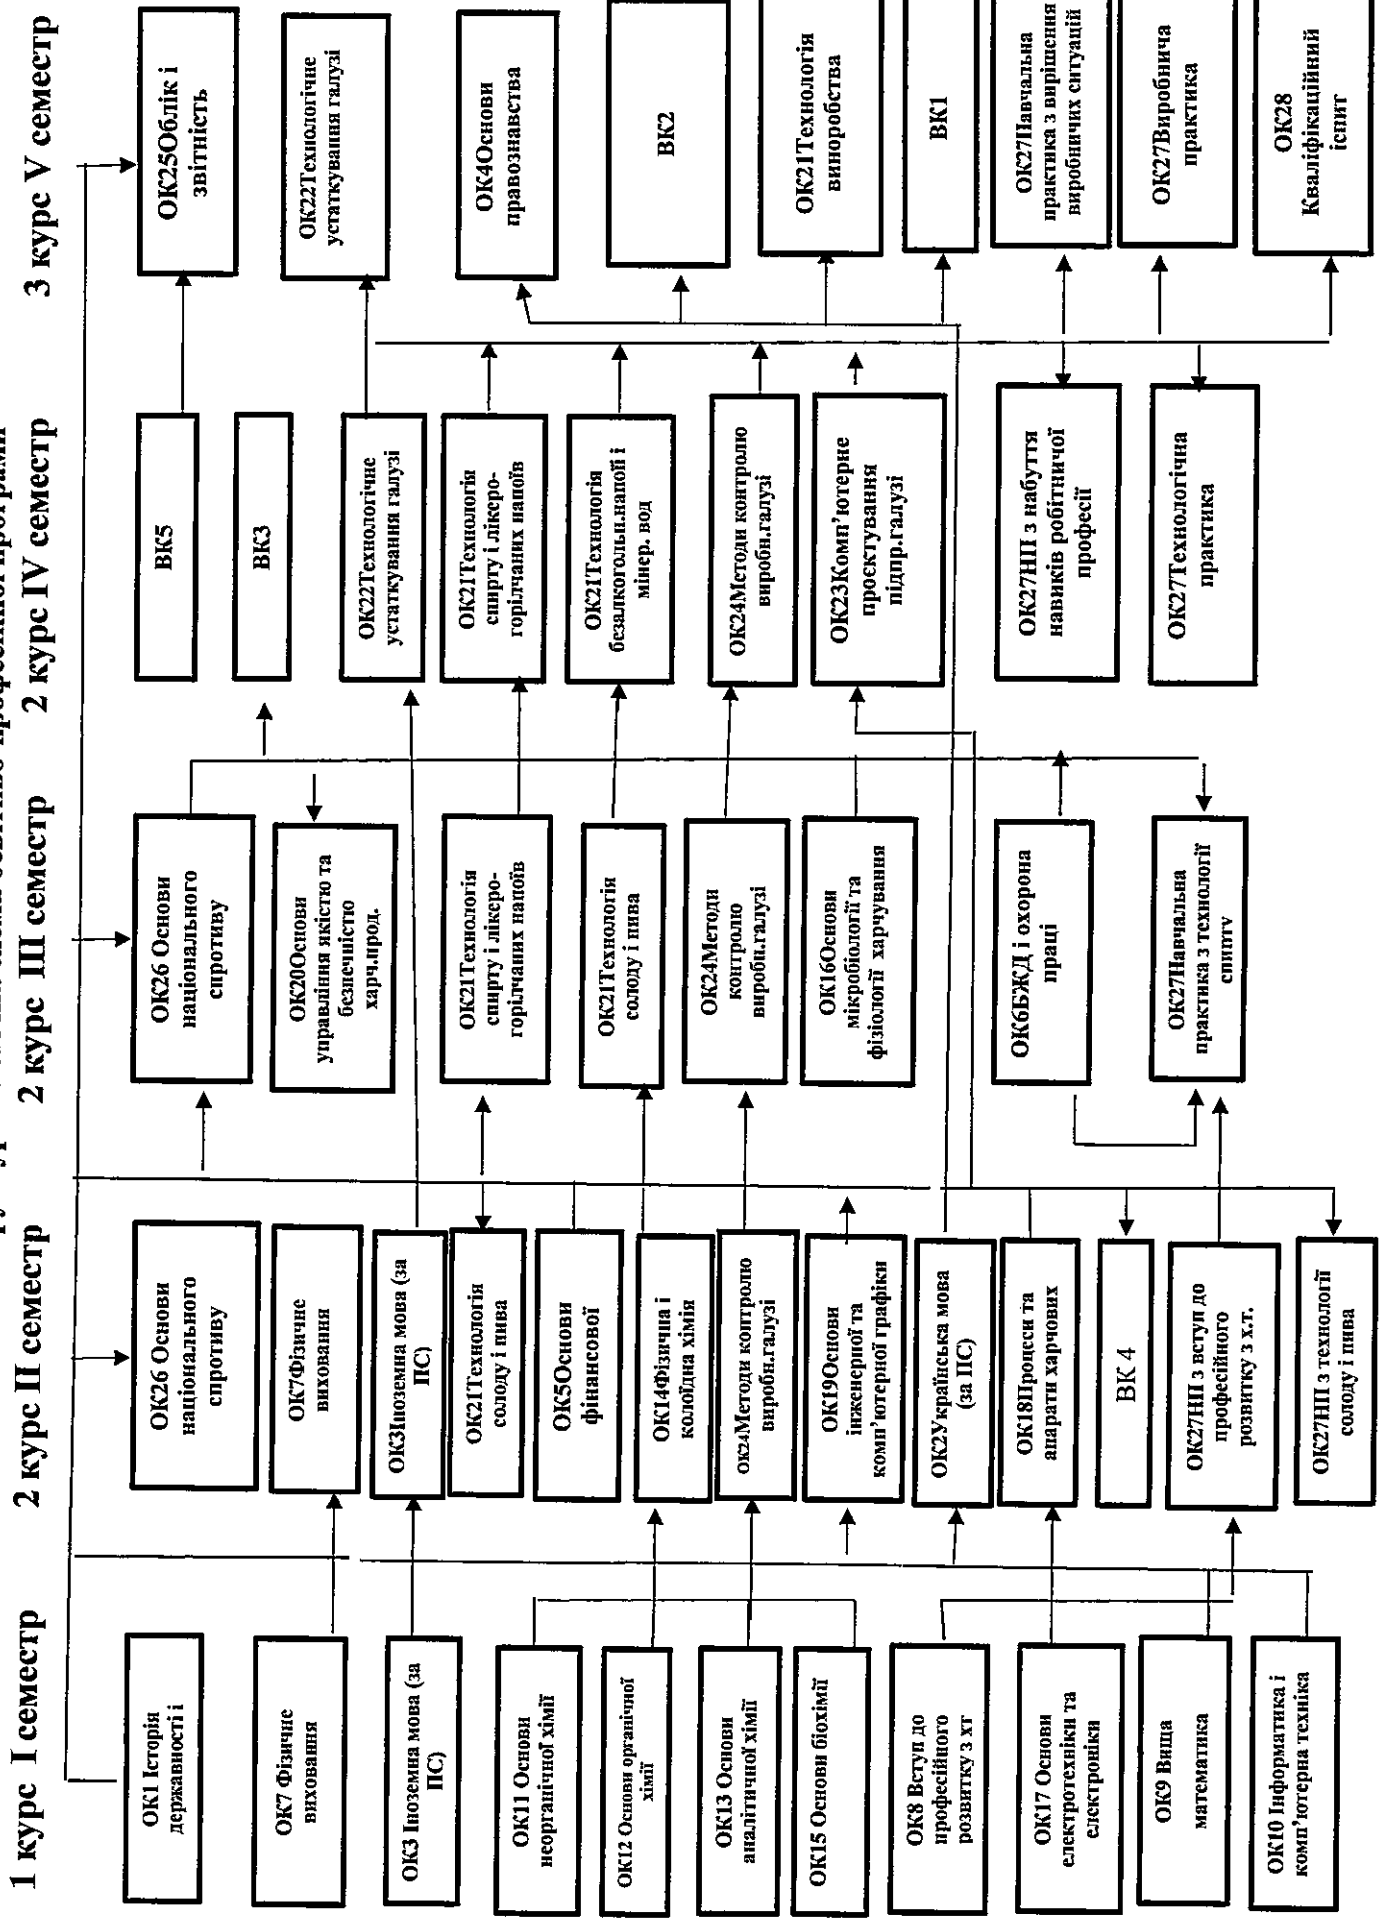 1 курс І семестр
2 курс ІІ семестр
2 курс ІІІ семестр
2 курс ІV семестр
3 курс V семестр
ОК1 Історія
державності і
ОК7 Фізичне
виховання
ОК3 Іноземна мова (за
ПС)
ОК11 Основи
неорганічної хімії
ОК12 Основи органічної
хімії
ОК13 Основи
аналітичної хімії
ОК15 Основи біохімії
ОК8 Вступ до
професійного
розвитку з хт
ОК17 Основи
електротехніки та
електроніки
ОК9 Вища
математика
ОК10 Інформатика і
комп'ютерна техніка
ОК26 Основи
національного
спротиву
ОК7Фізичне
виховання
ОК3Іноземна мова (за
ПС)
ОК21Технологія
солоду і пива
ОК5Основи
фінансової
ОК14Фізична і
колоїдна хімія
ОК24Методи контролю
виробн.галузі
ОК19Основи
інженерної та
комп'ютерної графіки
ОК2Українська мова
(за ПС)
ОК18Процеси та
апарати харчових
ВК 4
ОК27НП з вступ до
професійного
розвитку з х.т.
ОК27НП з технології
солоду і пива
ОК26 Основи
національного
спротиву
ОК20Основи
управління якістю та
безпечністю
харч.прод.
ОК21Технологія
спирту і лікеро-
горілчаних напоїв
ОК21Технологія
солоду і пива
ОК24Методи
контролю
виробн.галузі
ОК16Основи
мікробіології та
фізіології харчування
ОК6БЖД і охорона
праці
ОК27Навчальна
практика з технології
спирту
ВК5
ВК3
ОК22Технологічне
устаткування галузі
ОК21Технологія
спирту і лікеро-
горілчаних напоїв
ОК21Технологія
безалкогольн.напої і
мінер. вод
ОК24Методи контролю
виробн.галузі
ОК23Комп'ютерне
проєктування
підпр.галузі
ОК27НП з набуття
навиків робітничої
професії
ОК27Технологічна
практика
ОК25Облік і
звітність
ОК22Технологічне
устаткування галузі
ОК4Основи
правознавства
ВК2
ОК21Технологія
виноробства
ВК1
ОК27Навчальна
практика з вирішення
виробничих ситуацій
ОК27Виробнича
практика
ОК28
Кваліфікаційний
іспит